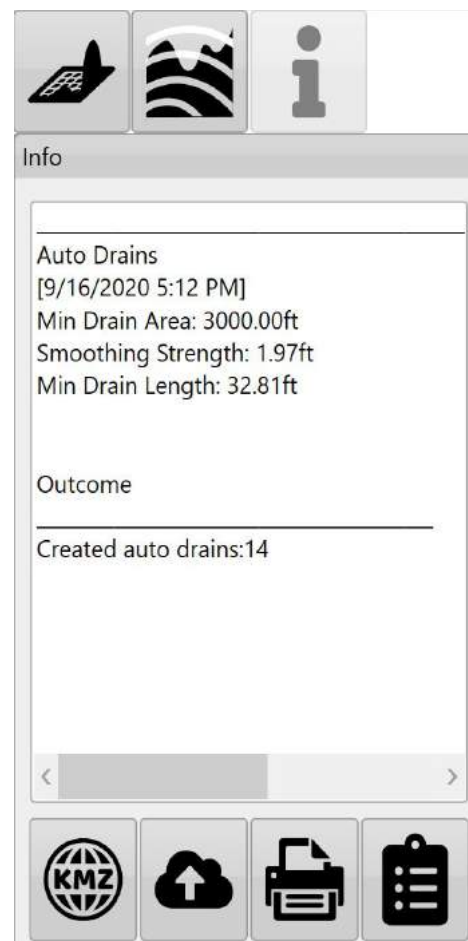 Info
Auto Drains
[9/16/2020 5:12 PM]
Min Drain Area: 3000.00ft
Smoothing Strength: 1.97ft
Min Drain Length: 32.81ft
Outcome
Created auto drains:14
KMZ